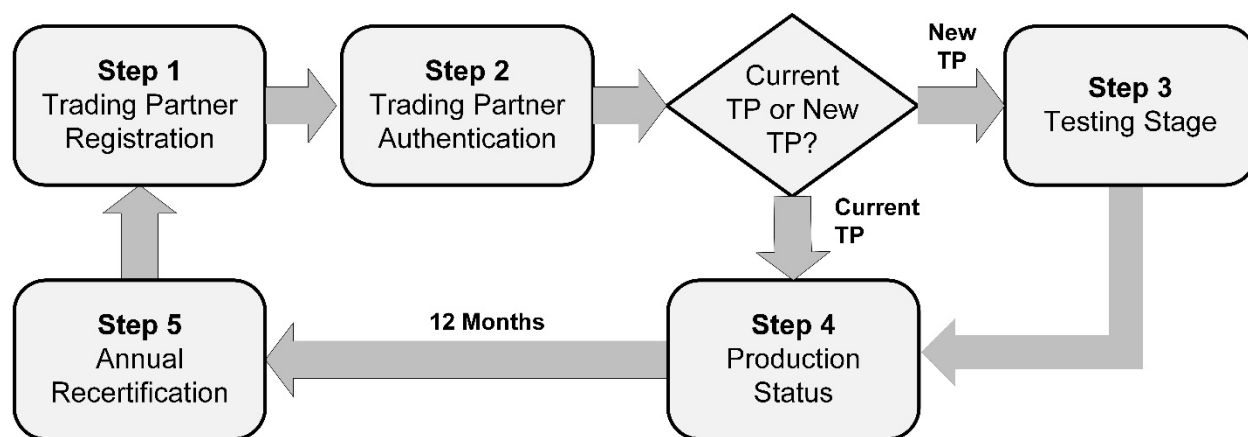 Step 1
Trading Partner
Registration
Step 2
Trading Partner
Authentication
Current
TP or New
TP?
New
TP
Step 3
Testing Stage
Current
TP
Step 4
Production
Status
12 Months
Step 5
Annual
Recertification